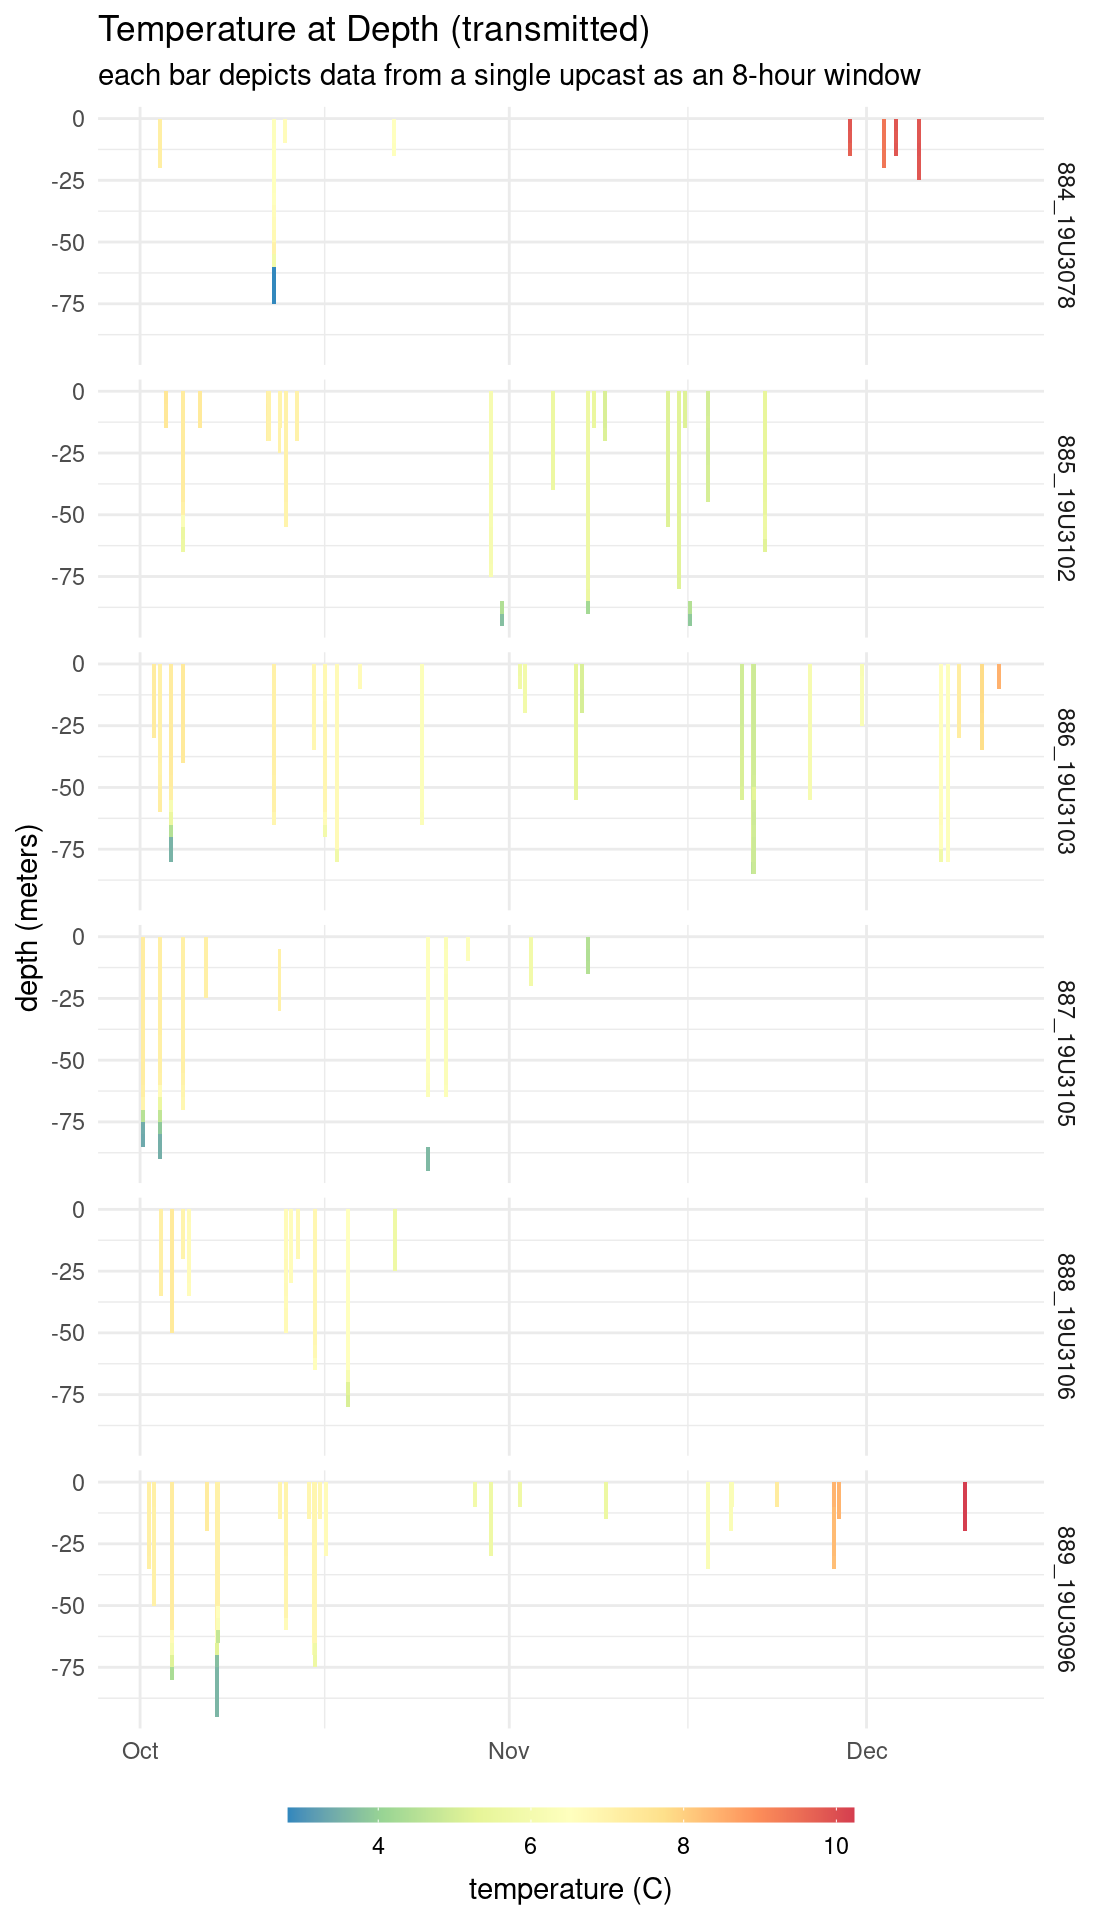 Temperature at Depth (transmitted)
each bar depicts data from a single upcast as an 8-hour window
depth (meters)
0
-25
-50
-75
884_19U3078
0
-25
-50
-75
885_19U3102
0
-25
-50
-75
886_19U3103
0
-25
-50
-75
887_19U3105
0
-25
-50
-75
888_19U3106
0
-25
-50
-75
889_19U3096
Oct Nov Dec
4 6 8 10
temperature (C)